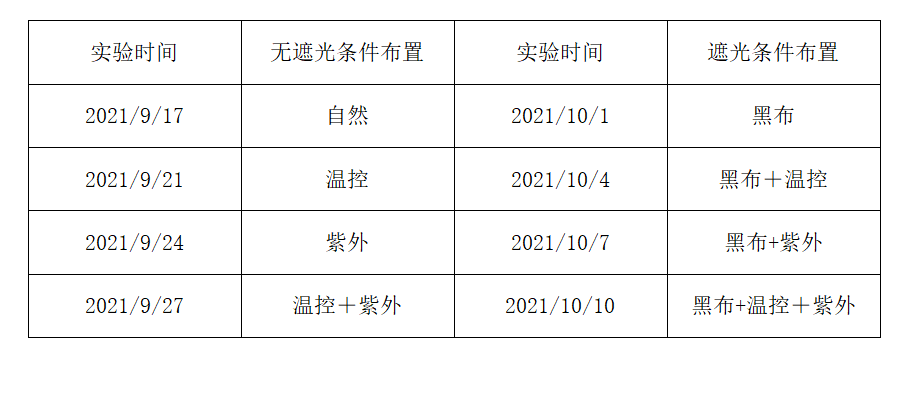 实验时间 无遮光条件布置 实验时间 遮光条件布置
2021/9/17 自然 2021/10/1 黑布
2021/9/21 温控 2021/10/4 黑布＋温控
2021/9/24 紫外 2021/10/7 黑布+紫外
2021/9/27 温控＋紫外 2021/10/10 黑布+温控＋紫外